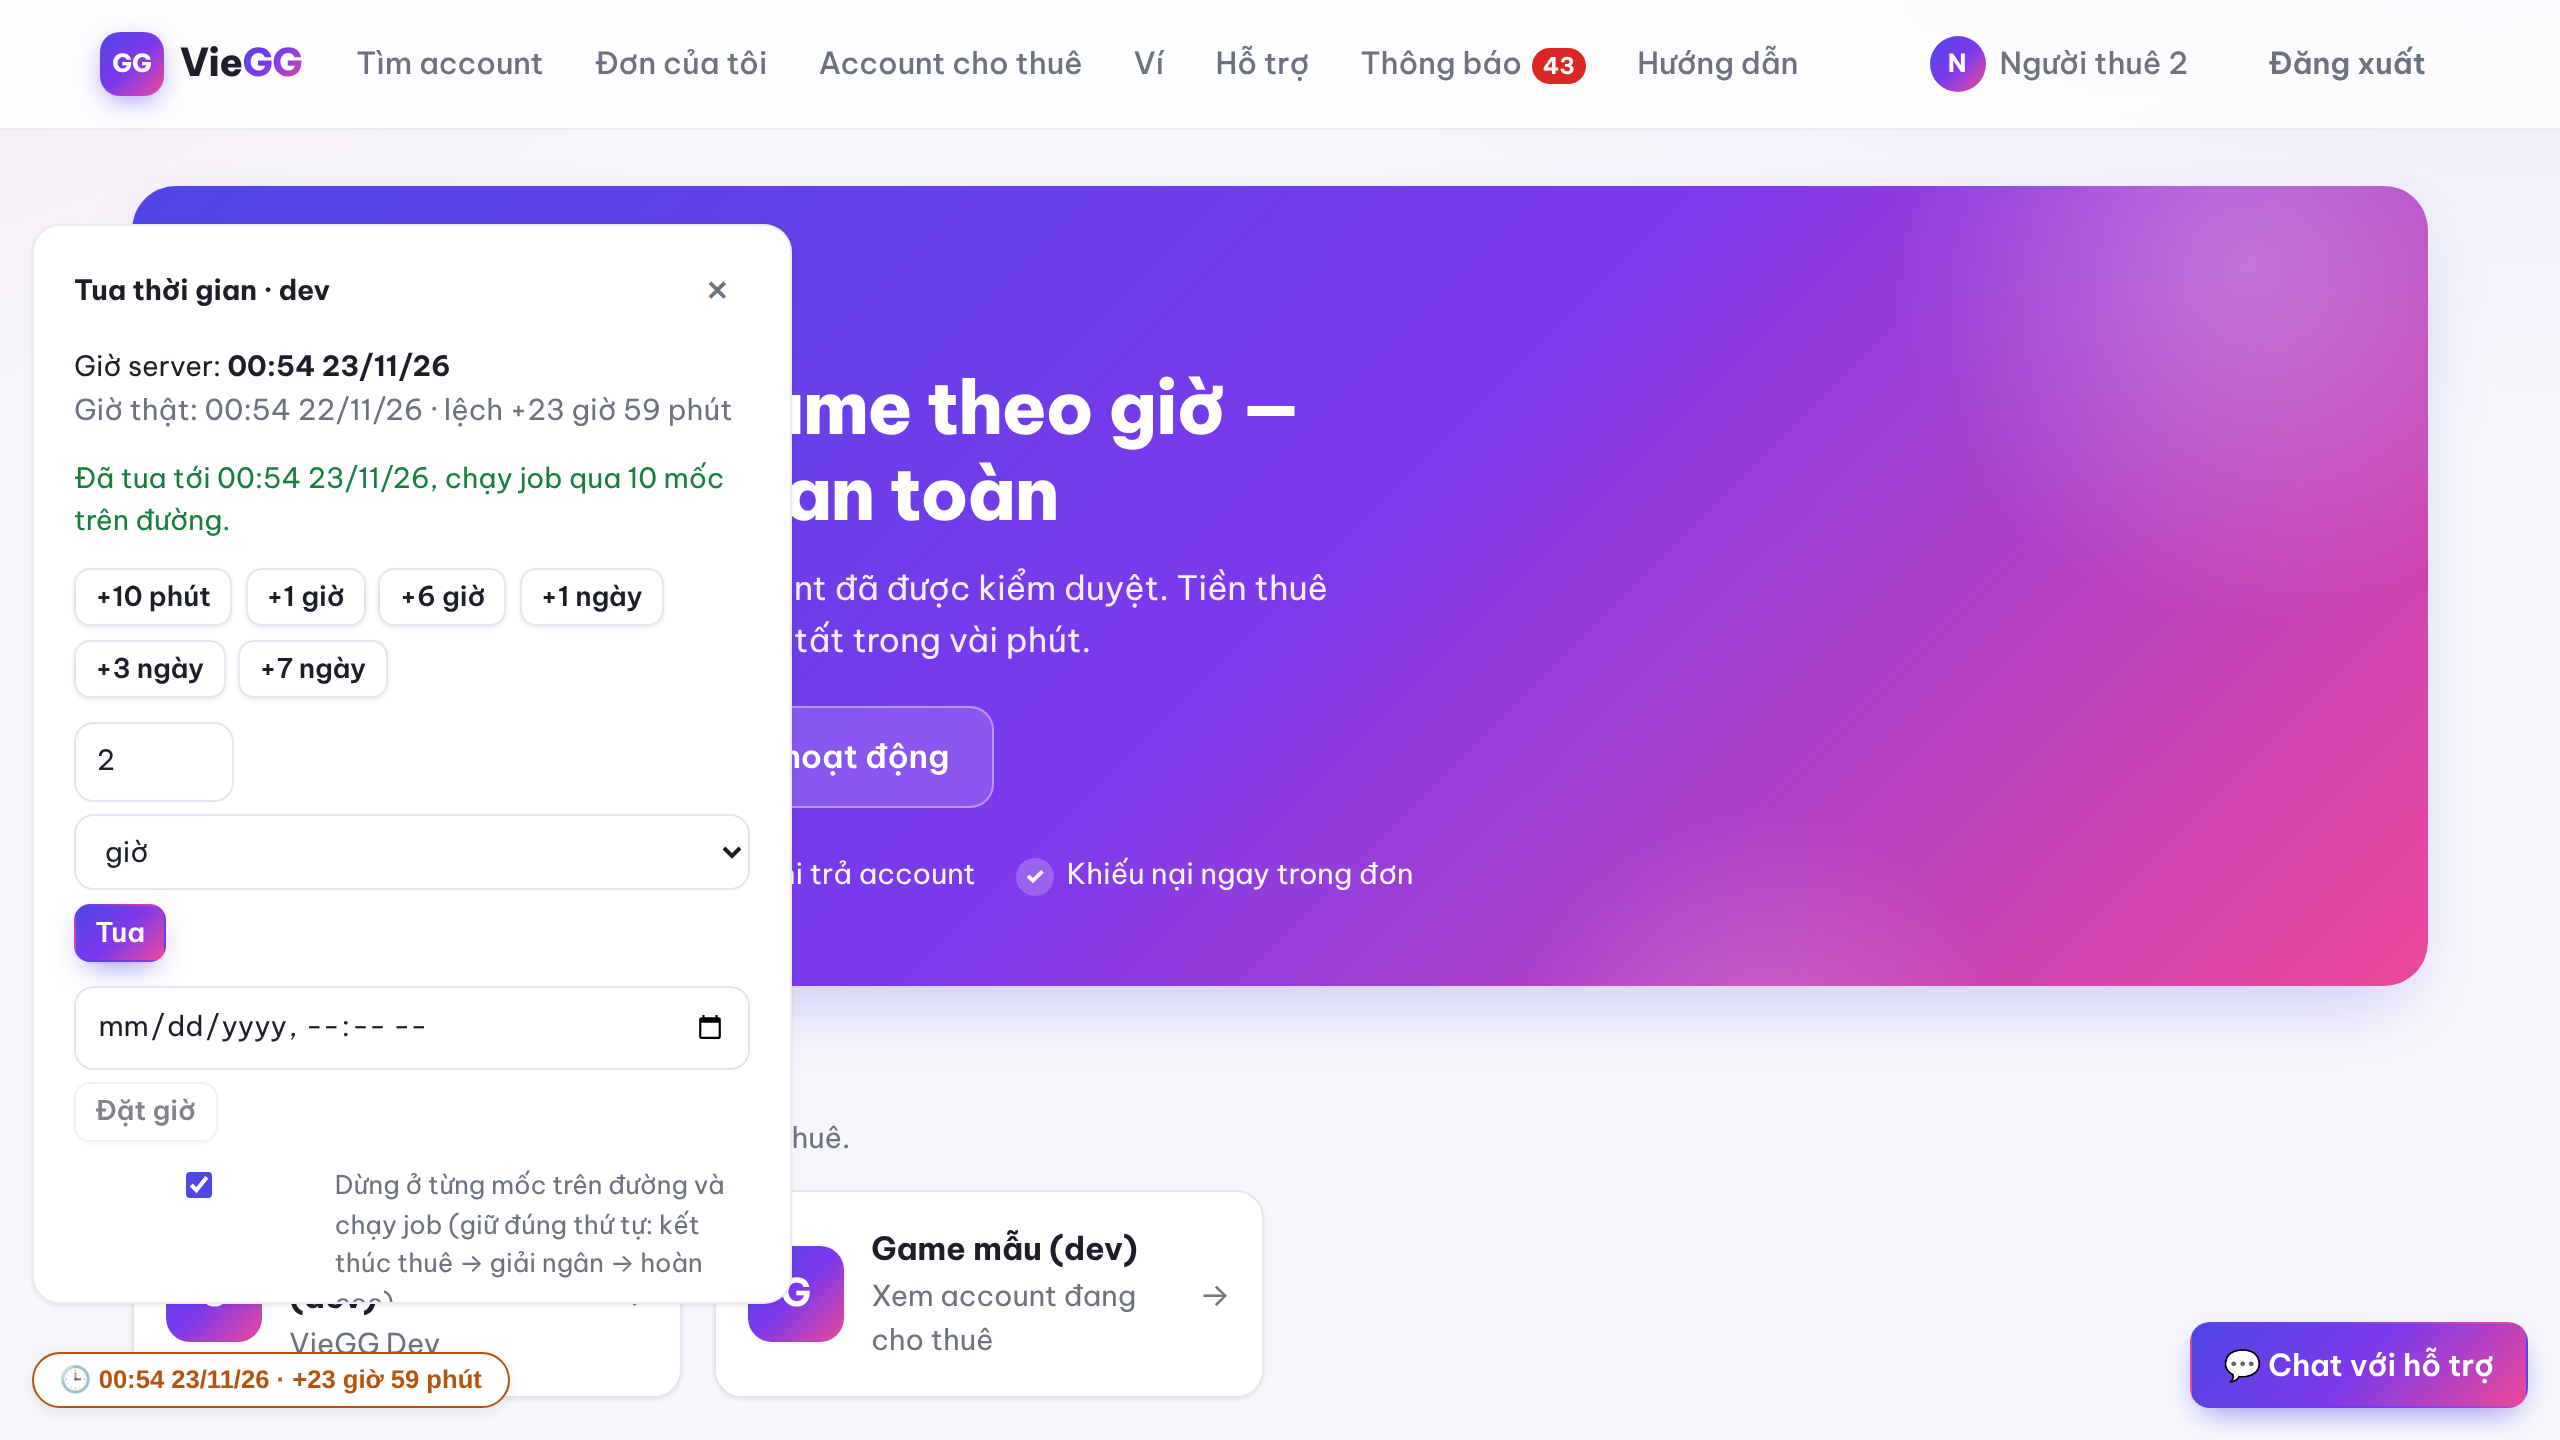 GG VieGG Tìm account Đơn của tôi Account cho thuê Ví Hỗ trợ Thông báo 43 Hướng dẫn N Người thuê 2 Đăng xuất
Tua thời gian · dev ×
Giờ server: 00:54 23/11/26
Giờ thật: 00:54 22/11/26 · lệch +23 giờ 59 phút
Đã tua tới 00:54 23/11/26, chạy job qua 10 mốc
trên đường.
+10 phút +1 giờ +6 giờ +1 ngày
+3 ngày +7 ngày
2
giờ
Tua
mm/dd/yyyy, --:-- --
Đặt giờ
Dừng ở từng mốc trên đường và
chạy job (giữ đúng thứ tự: kết
thúc thuê → giải ngân → hoàn
theo giờ —
an toàn
đã được kiểm duyệt. Tiền thuê
tất trong vài phút.
hoạt động
trả account
Khiếu nại ngay trong đơn
thuê.
(dev)
VieGG Dev
G
Game mẫu (dev)
Xem account đang
cho thuê
→
00:54 23/11/26 · +23 giờ 59 phút
Chat với hỗ trợ